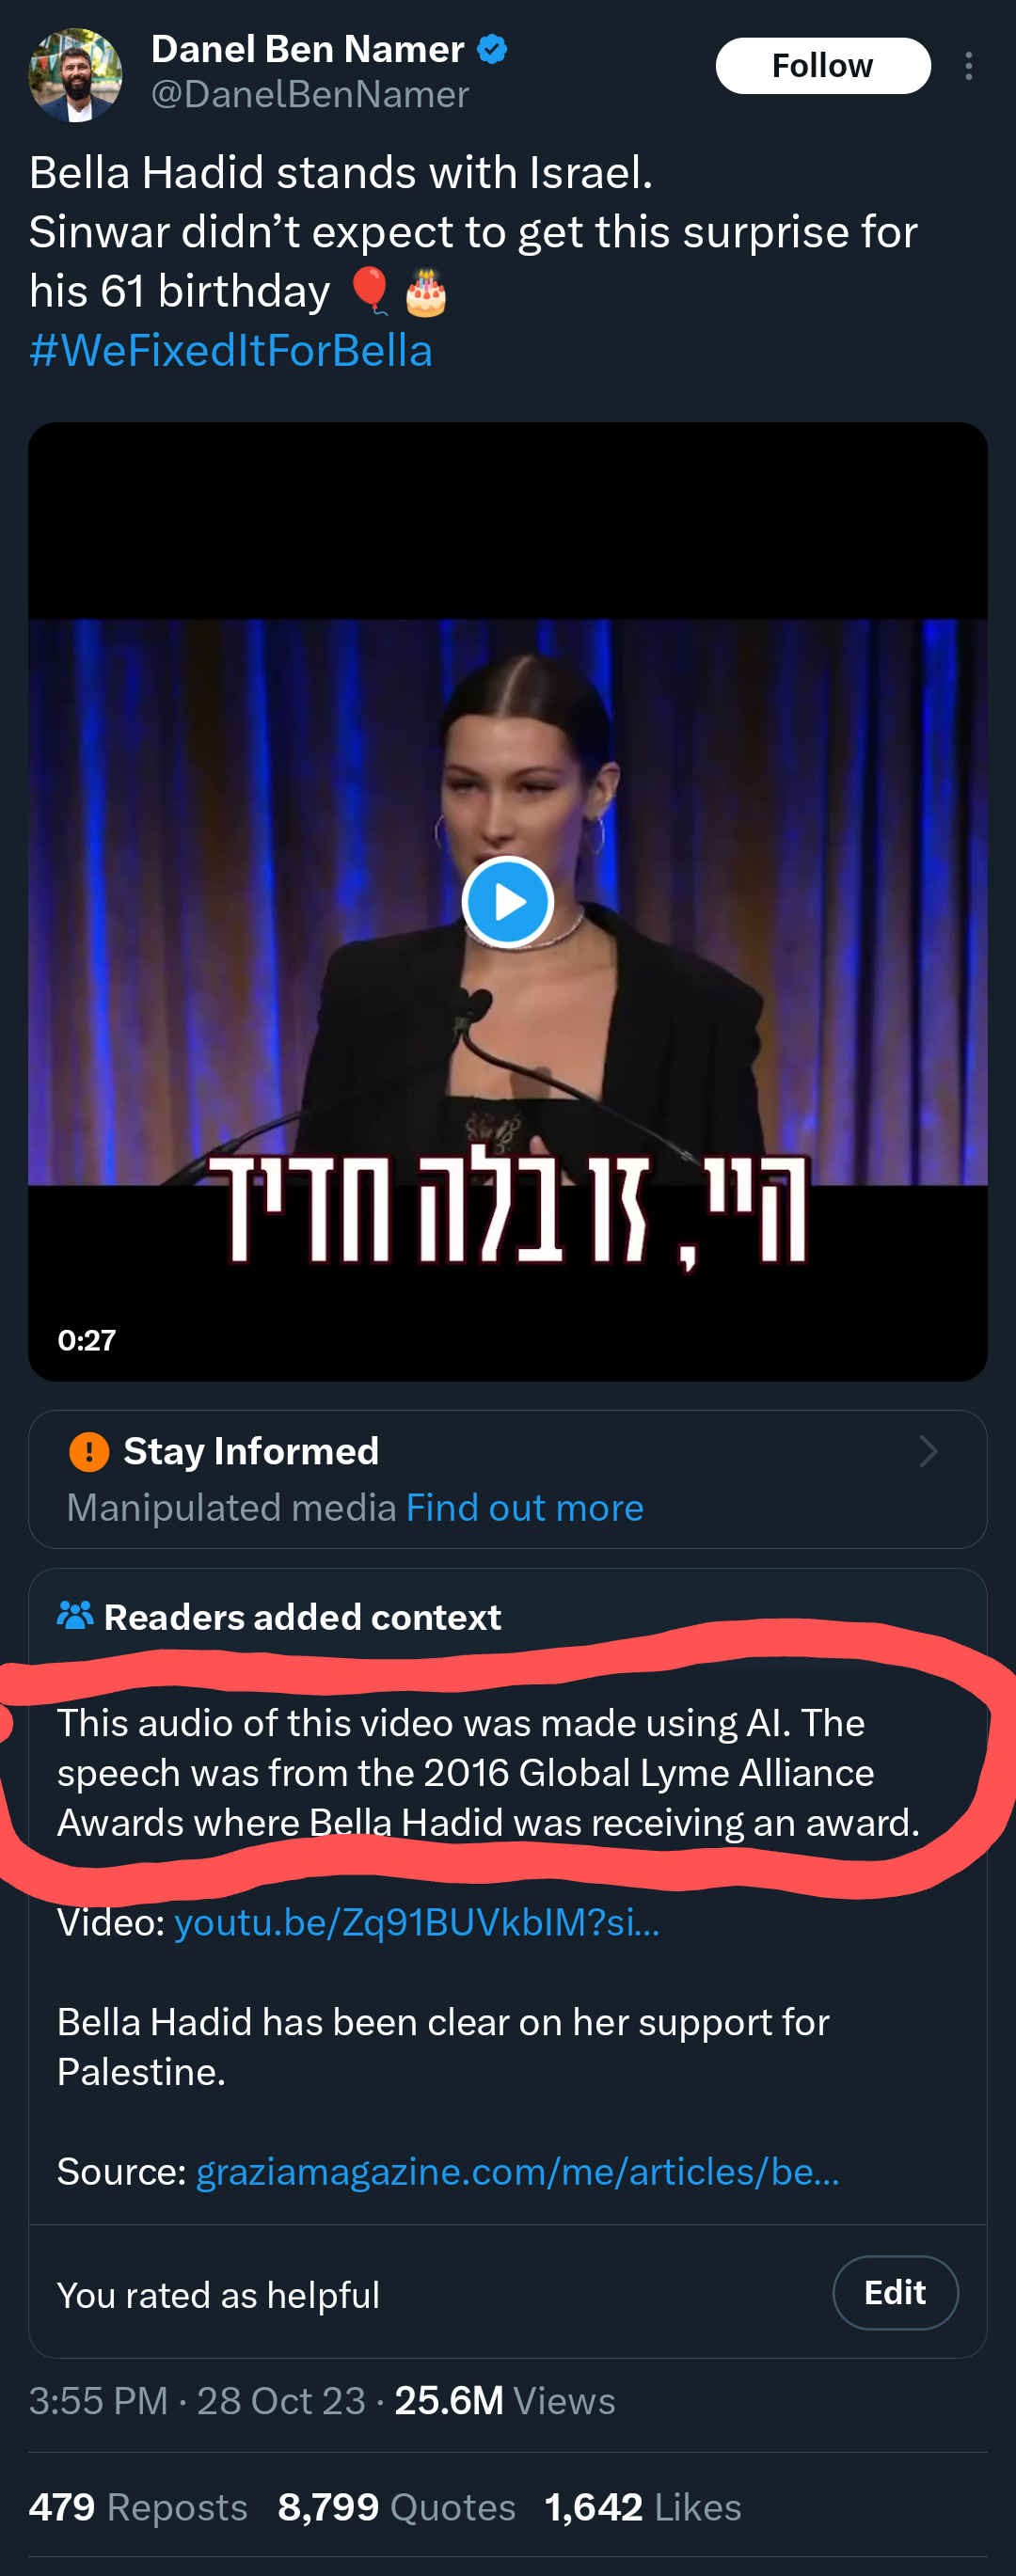 Danel Ben Namer
@DanelBenNamer
Follow
Bella Hadid stands with Israel.
Sinwar didn’t expect to get this surprise for
his 61 birthday 🎈🎂
#WeFixedItForBella
היי, זו בלה חדיד
0:27
Stay Informed
Manipulated media Find out more
Readers added context
This audio of this video was made using AI. The
speech was from the 2016 Global Lyme Alliance
Awards where Bella Hadid was receiving an award.
Video: youtu.be/Zq91BUVkbIM?si...
Bella Hadid has been clear on her support for
Palestine.
Source: graziamagazine.com/me/articles/be...
You rated as helpful
Edit
3:55 PM · 28 Oct 23 · 25.6M Views
479 Reposts 8,799 Quotes 1,642 Likes